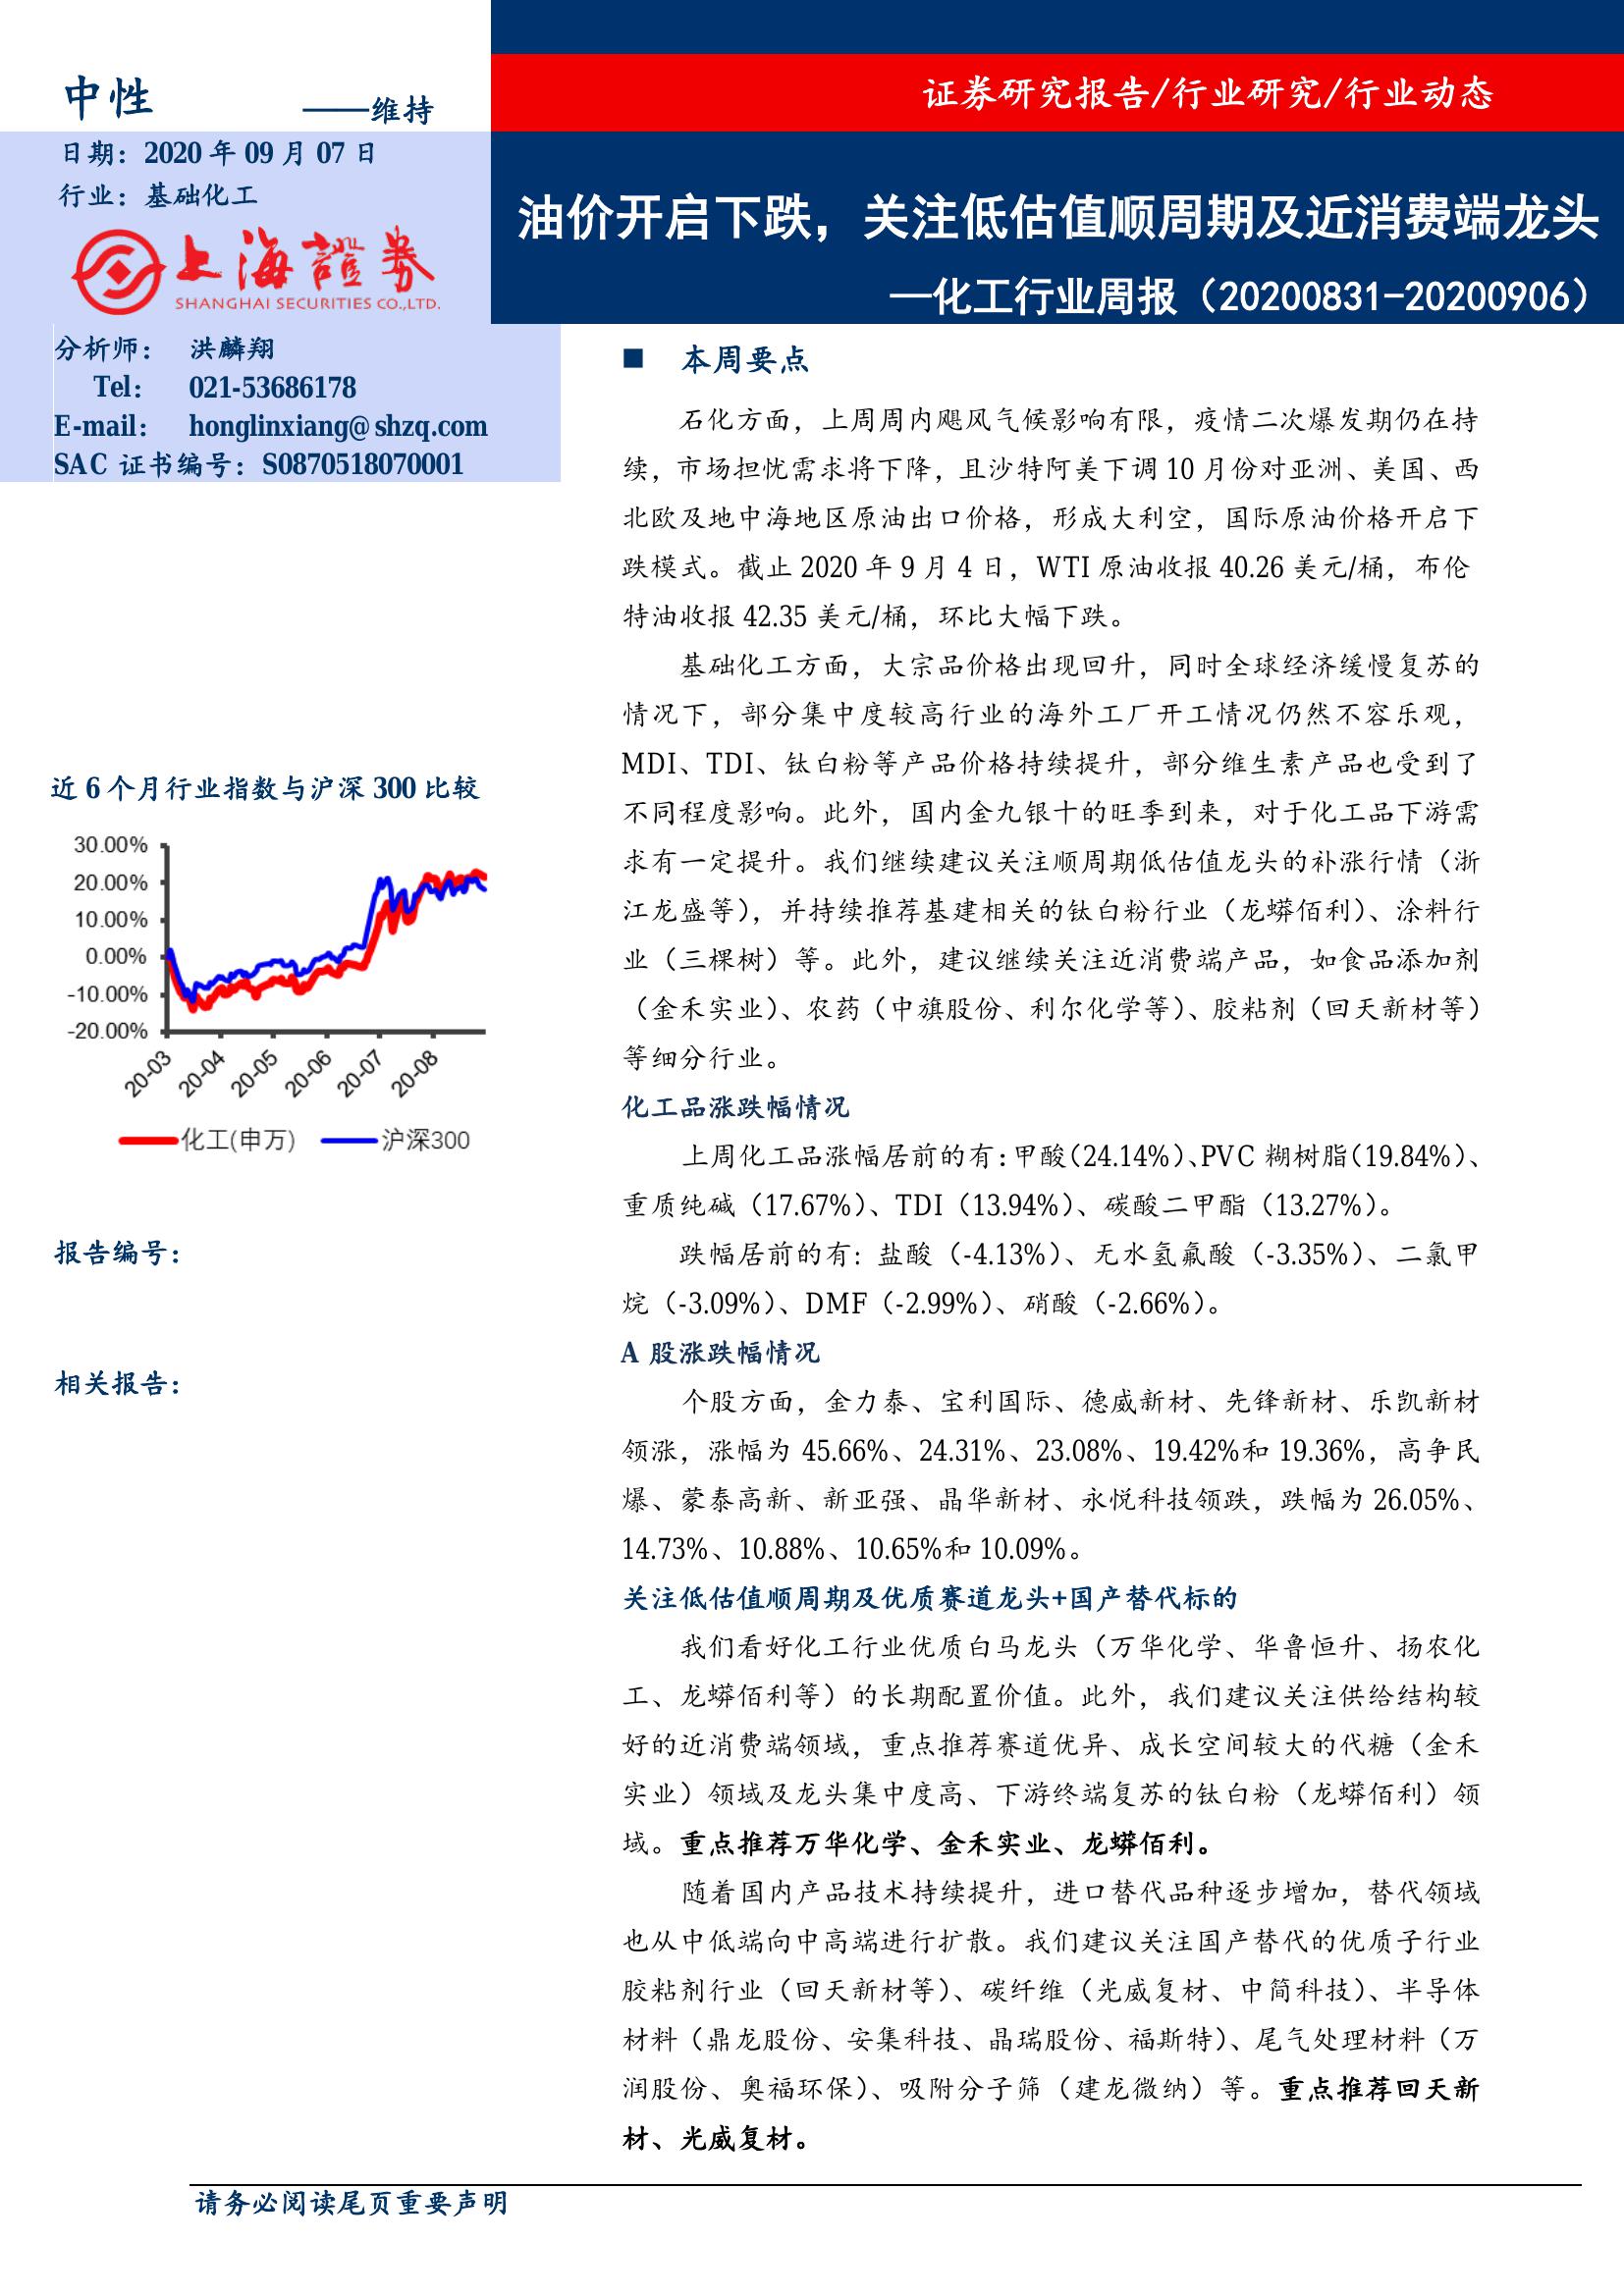 证券研究报告/行业研究/行业动态
中性 ——维持
日期：2020 年 09 月 07 日
行业：基础化工
上海證券
SHANGHAI SECURITIES CO.,LTD.
油价开启下跌，关注低估值顺周期及近消费端龙头
—化工行业周报（20200831-20200906）
分析师： 洪麟翔
Tel： 021-53686178
E-mail： honglinxiang@shzq.com
SAC 证书编号：S0870518070001
近 6 个月行业指数与沪深 300 比较
30.00%
20.00%
10.00%
0.00%
-10.00%
-20.00%
20-03 20-04 20-05 20-06 20-07 20-08
化工(申万) 沪深300
报告编号：
相关报告：
■ 本周要点
石化方面，上周周内飓风气候影响有限，疫情二次爆发期仍在持
续，市场担忧需求将下降，且沙特阿美下调 10 月份对亚洲、美国、西
北欧及地中海地区原油出口价格，形成大利空，国际原油价格开启下
跌模式。截止 2020 年 9 月 4 日，WTI 原油收报 40.26 美元/桶，布伦
特油收报 42.35 美元/桶，环比大幅下跌。
基础化工方面，大宗品价格出现回升，同时全球经济缓慢复苏的
情况下，部分集中度较高行业的海外工厂开工情况仍然不容乐观，
MDI、TDI、钛白粉等产品价格持续提升，部分维生素产品也受到了
不同程度影响。此外，国内金九银十的旺季到来，对于化工品下游需
求有一定提升。我们继续建议关注顺周期低估值龙头的补涨行情（浙
江龙盛等），并持续推荐基建相关的钛白粉行业（龙蟒佰利）、涂料行
业（三棵树）等。此外，建议继续关注近消费端产品，如食品添加剂
（金禾实业）、农药（中旗股份、利尔化学等）、胶粘剂（回天新材等）
等细分行业。
化工品涨跌幅情况
上周化工品涨幅居前的有：甲酸（24.14%）、PVC 糊树脂（19.84%）、
重质纯碱（17.67%）、TDI（13.94%）、碳酸二甲酯（13.27%）。
跌幅居前的有: 盐酸（-4.13%）、无水氢氟酸（-3.35%）、二氯甲
烷（-3.09%）、DMF（-2.99%）、硝酸（-2.66%）。
A 股涨跌幅情况
个股方面，金力泰、宝利国际、德威新材、先锋新材、乐凯新材
领涨，涨幅为 45.66%、24.31%、23.08%、19.42%和 19.36%，高争民
爆、蒙泰高新、新亚强、晶华新材、永悦科技领跌，跌幅为 26.05%、
14.73%、10.88%、10.65%和 10.09%。
关注低估值顺周期及优质赛道龙头+国产替代标的
我们看好化工行业优质白马龙头（万华化学、华鲁恒升、扬农化
工、龙蟒佰利等）的长期配置价值。此外，我们建议关注供给结构较
好的近消费端领域，重点推荐赛道优异、成长空间较大的代糖（金禾
实业）领域及龙头集中度高、下游终端复苏的钛白粉（龙蟒佰利）领
域。重点推荐万华化学、金禾实业、龙蟒佰利。
随着国内产品技术持续提升，进口替代品种逐步增加，替代领域
也从中低端向中高端进行扩散。我们建议关注国产替代的优质子行业
胶粘剂行业（回天新材等）、碳纤维（光威复材、中简科技）、半导体
材料（鼎龙股份、安集科技、晶瑞股份、福斯特）、尾气处理材料（万
润股份、奥福环保）、吸附分子筛（建龙微纳）等。重点推荐回天新
材、光威复材。
请务必阅读尾页重要声明